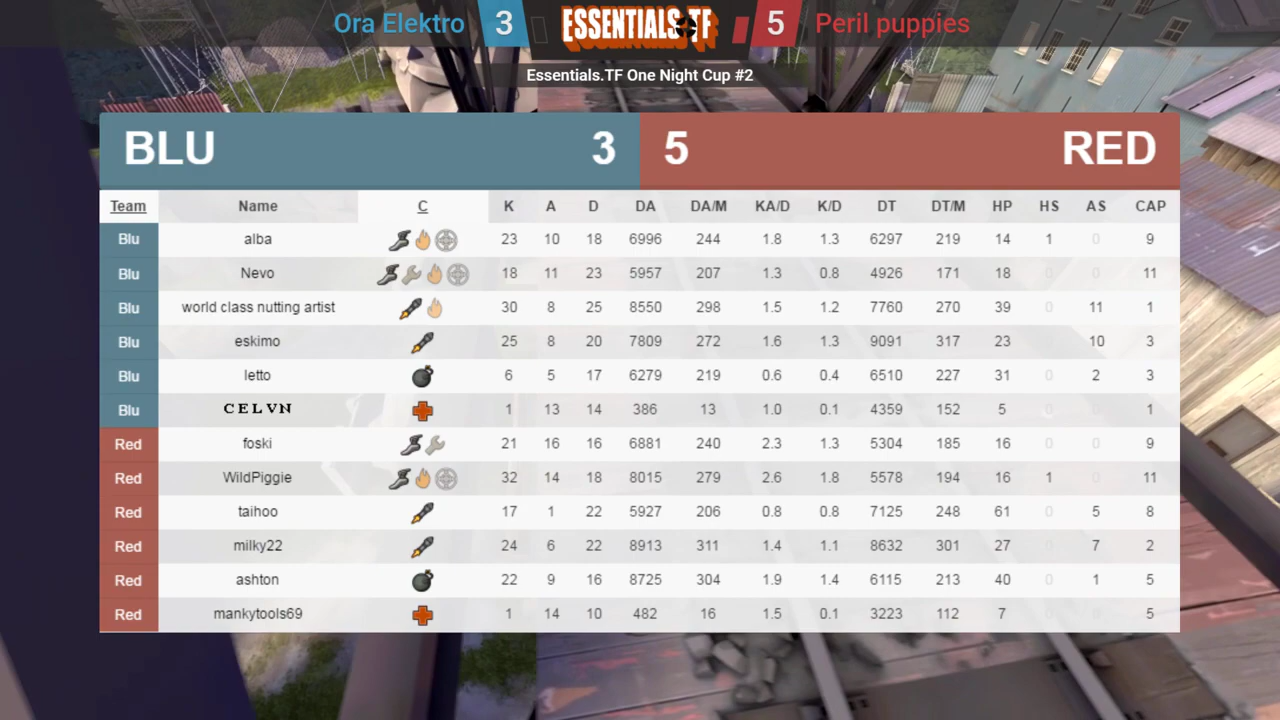 Ora Elektro 3 ESSENTIALS.TF 5 Peril puppies
Essentials.TF One Night Cup #2
BLU 3 5 RED
Team Name C K A D DA DA/M KA/D K/D DT DT/M HP HS AS CAP
Blu alba 23 10 18 6996 244 1.8 1.3 6297 219 14 1 0 9
Blu Nevo 18 11 23 5957 207 1.3 0.8 4926 171 18 0 0 11
Blu world class nutting artist 30 8 25 8550 298 1.5 1.2 7760 270 39 0 11 1
Blu eskimo 25 8 20 7809 272 1.6 1.3 9091 317 23 10 3
Blu letto 6 5 17 6279 219 0.6 0.4 6510 227 31 0 2 3
Blu CELVN 1 13 14 386 13 1.0 0.1 4359 152 5 1
Red foski 21 16 16 6881 240 2.3 1.3 5304 185 16 0 0 9
Red WildPiggie 32 14 18 8015 279 2.6 1.8 5578 194 16 1 0 11
Red taihoo 17 1 22 5927 206 0.8 0.8 7125 248 61 0 5 8
Red milky22 24 6 22 8913 311 1.4 1.1 8632 301 27 0 7 2
Red ashton 22 9 16 8725 304 1.9 1.4 6115 213 40 0 1 5
Red mankytools69 1 14 10 482 16 1.5 0.1 3223 112 7 5